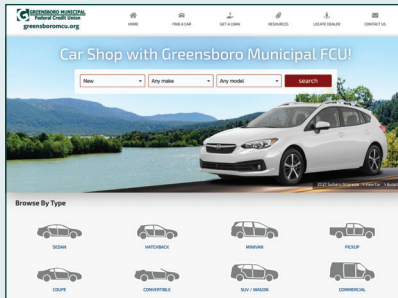 GREENSBORO MUNICIPAL
Federal Credit Union
greensboromcu.org
HOME
FIND A CAR
GET A LOAN
RESOURCES
LOCATE DEALER
CONTACT US
Car Shop with Greensboro Municipal FCU!
New
Any make
Any model
search
Browse By Type
SEDAN
HATCHBACK
MINIVAN
PICKUP
COUPE
CONVERTIBLE
SUV / WAGON
COMMERCIAL